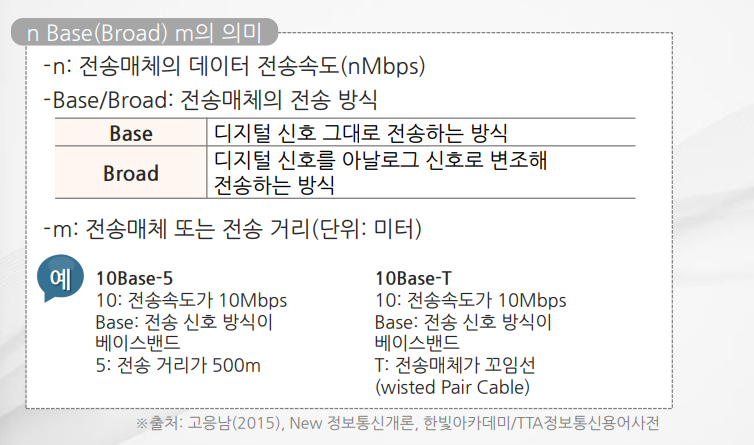 n Base(Broad) m의 의미
-n: 전송매체의 데이터 전송속도(nMbps)
-Base/Broad: 전송매체의 전송 방식
Base 디지털 신호 그대로 전송하는 방식
Broad 디지털 신호를 아날로그 신호로 변조해
전송하는 방식
-m: 전송매체 또는 전송 거리(단위: 미터)
예
10Base-5
10: 전송속도가 10Mbps
Base: 전송 신호 방식이
베이스밴드
5: 전송 거리가 500m
10Base-T
10: 전송속도가 10Mbps
Base: 전송 신호 방식이
베이스밴드
T: 전송매체가 꼬임선
(wisted Pair Cable)
※출처: 고응남(2015), New 정보통신개론, 한빛아카데미/TTA정보통신용어사전